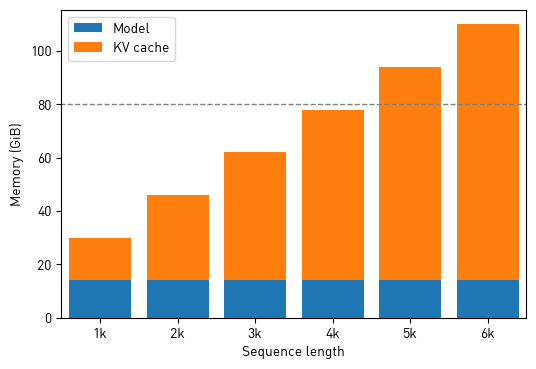 Model
KV cache
100
80
60
40
20
0
Memory (GiB)
1k 2k 3k 4k 5k 6k
Sequence length